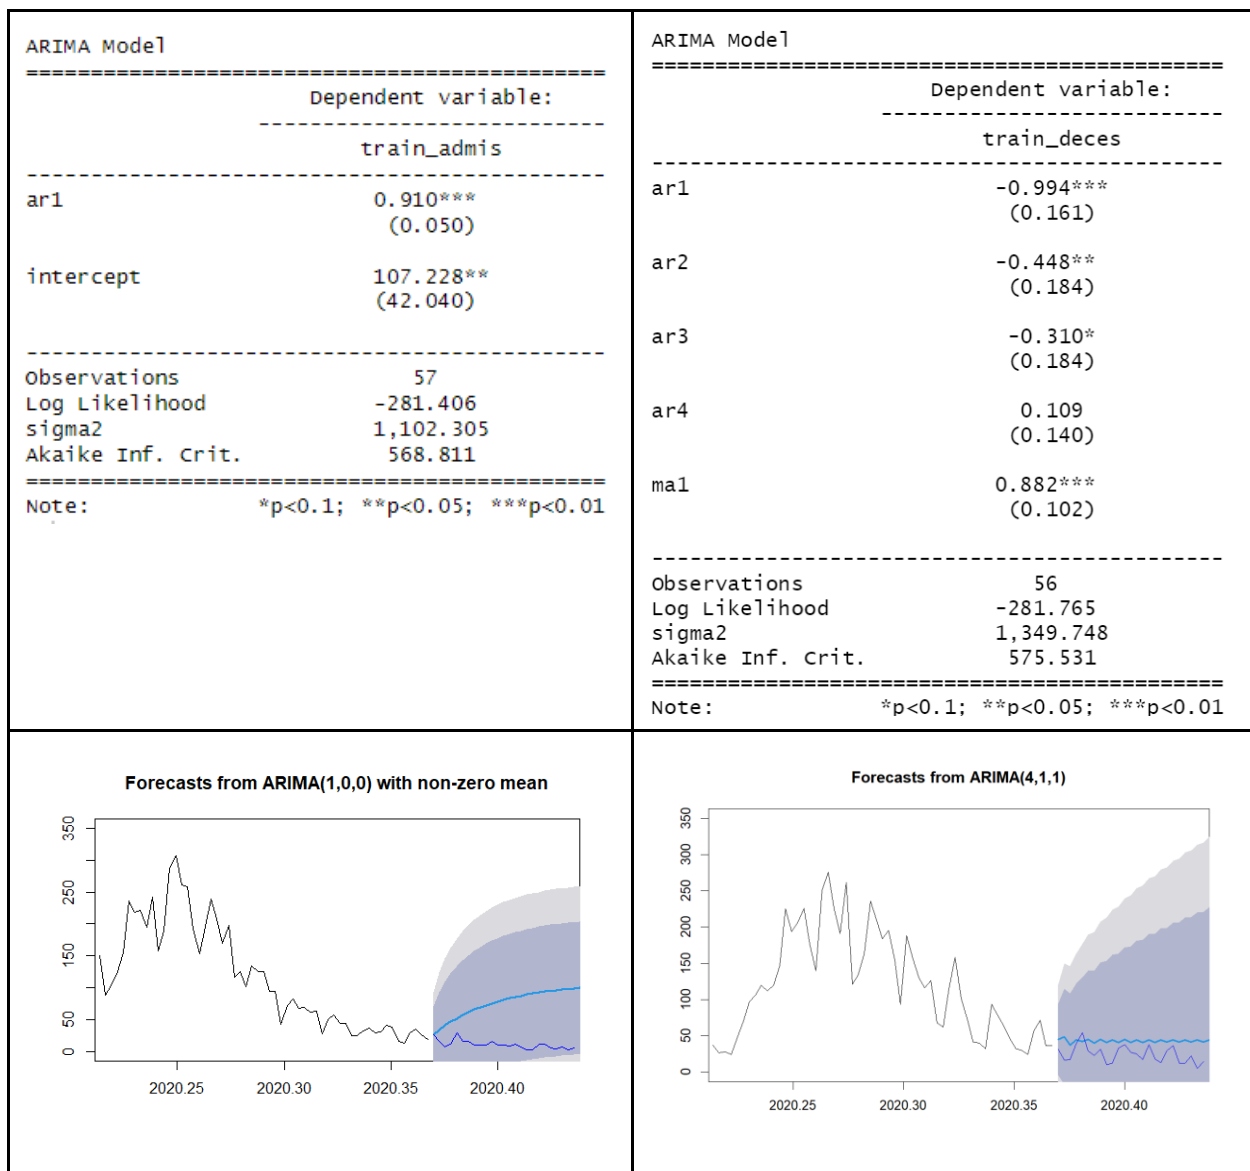 ARIMA Model
=============================================
Dependent variable:
---------------------------
train_admis
---------------------------------------------
ar1 0.910***
(0.050)
intercept 107.228**
(42.040)
---------------------------------------------
Observations 57
Log Likelihood -281.406
sigma2 1,102.305
Akaike Inf. Crit. 568.811
=============================================
Note: *p<0.1; **p<0.05; ***p<0.01
ARIMA Model
=============================================
Dependent variable:
---------------------------
train_deces
---------------------------------------------
ar1 -0.994***
(0.161)
ar2 -0.448**
(0.184)
ar3 -0.310*
(0.184)
ar4 0.109
(0.140)
ma1 0.882***
(0.102)
---------------------------------------------
Observations 56
Log Likelihood -281.765
sigma2 1,349.748
Akaike Inf. Crit. 575.531
=============================================
Note: *p<0.1; **p<0.05; ***p<0.01
Forecasts from ARIMA(1,0,0) with non-zero mean
350
250
150
50
0
2020.25 2020.30 2020.35 2020.40
Forecasts from ARIMA(4,1,1)
350
300
250
200
150
100
50
0
2020.25 2020.30 2020.35 2020.40